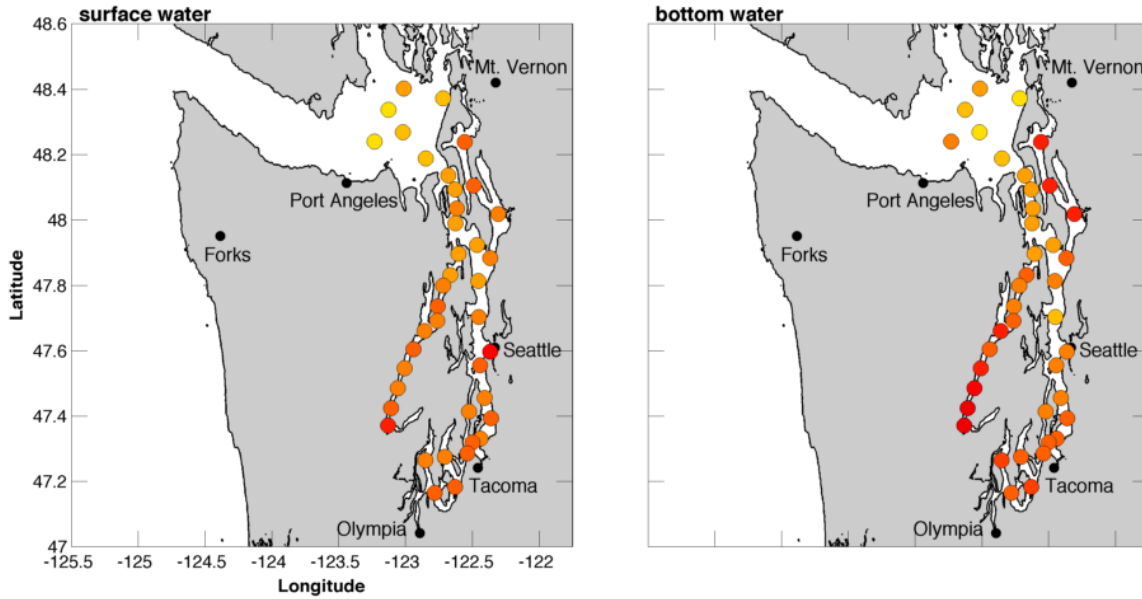 surface water
bottom water
48.6
48.4
48.2
48
47.8
47.6
47.4
47.2
47
Latitude
Mt. Vernon
Port Angeles
Forks
Seattle
Tacoma
Olympia
-125.5
-125
-124.5
-124
-123.5
-123
-122.5
-122
Longitude
Mt. Vernon
Port Angeles
Forks
Seattle
Tacoma
Olympia